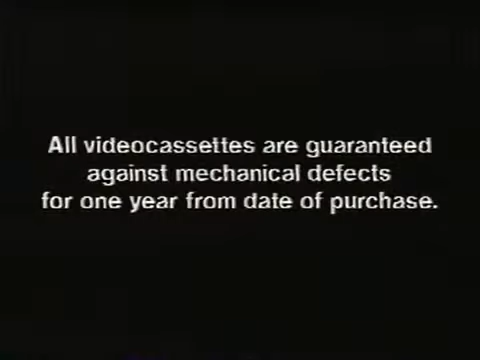 All videocassettes are guaranteed
against mechanical defects
for one year from date of purchase.